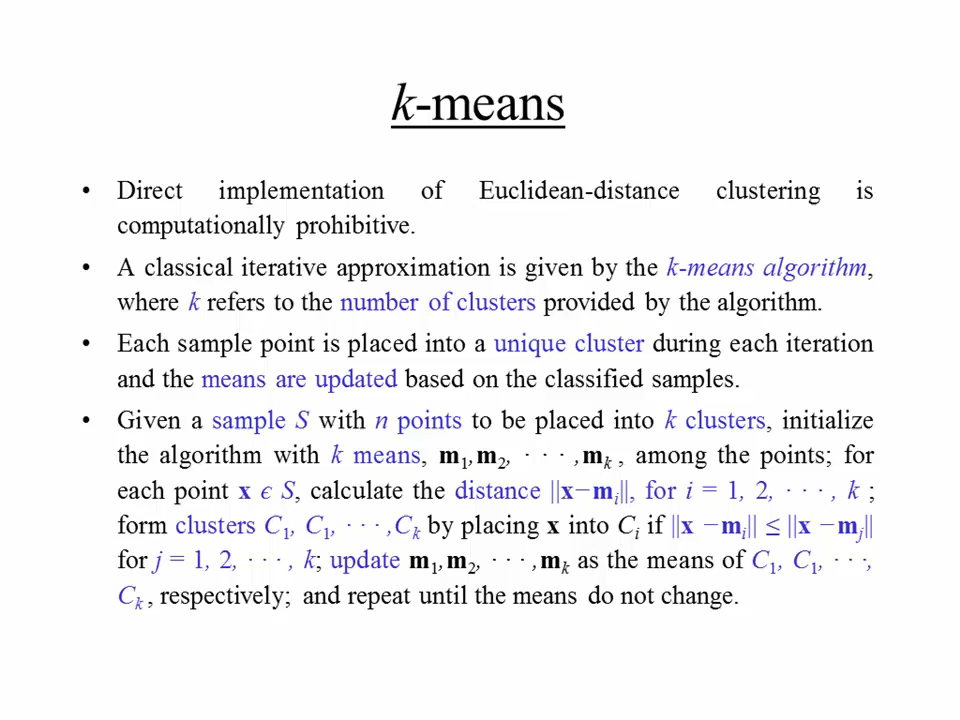 k-means
• Direct implementation of Euclidean-distance clustering is
computationally prohibitive.
• A classical iterative approximation is given by the k-means algorithm,
where k refers to the number of clusters provided by the algorithm.
• Each sample point is placed into a unique cluster during each iteration
and the means are updated based on the classified samples.
• Given a sample S with n points to be placed into k clusters, initialize
the algorithm with k means, m₁,m₂, · · · ,mₖ , among the points; for
each point x ϵ S, calculate the distance ||x−mᵢ||, for i = 1, 2, · · · , k ;
form clusters C₁, C₁, · · · ,Cₖ by placing x into Cᵢ if ||x −mᵢ|| ≤ ||x −mⱼ||
for j = 1, 2, · · · , k; update m₁,m₂, · · · ,mₖ as the means of C₁, C₁, · · ·,
Cₖ , respectively; and repeat until the means do not change.